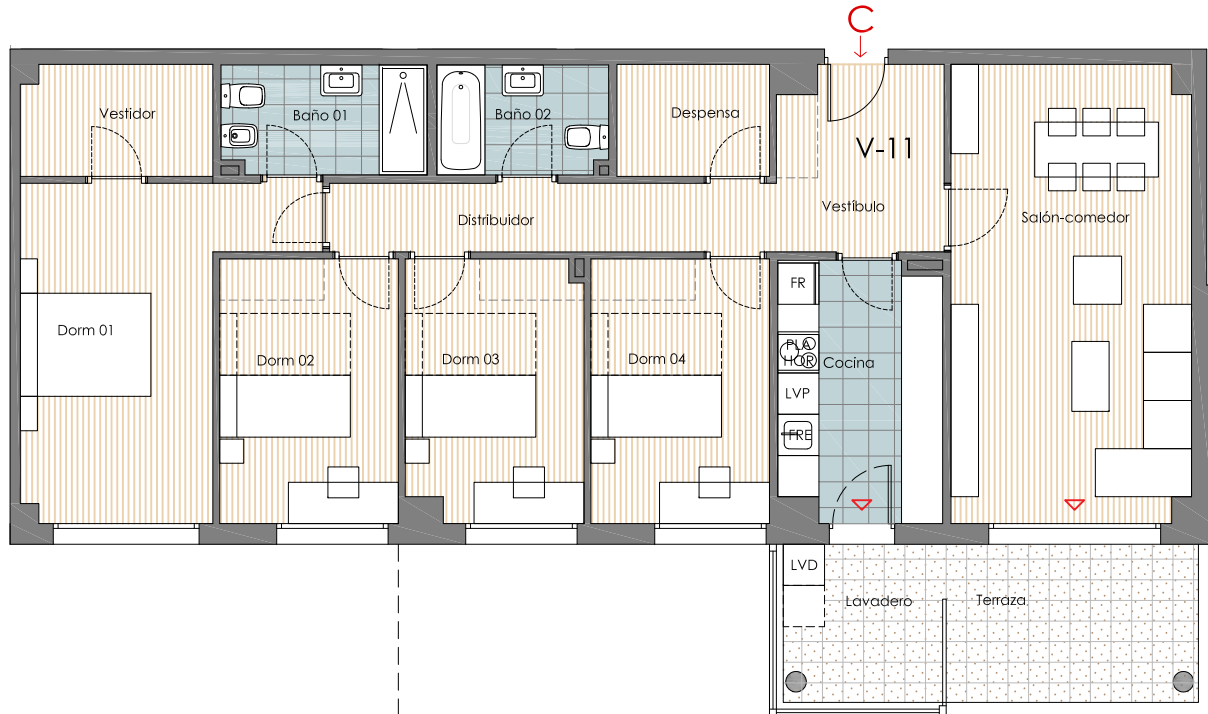 C
Vestidor
Baño 01
Baño 02
Despensa
V-11
Vestíbulo
Distribuidor
Salón-comedor
FR
Dorm 01
Dorm 02
Dorm 03
Dorm 04
PLA
HOR
Cocina
LVP
FRE
LVD
Lavadero
Terraza